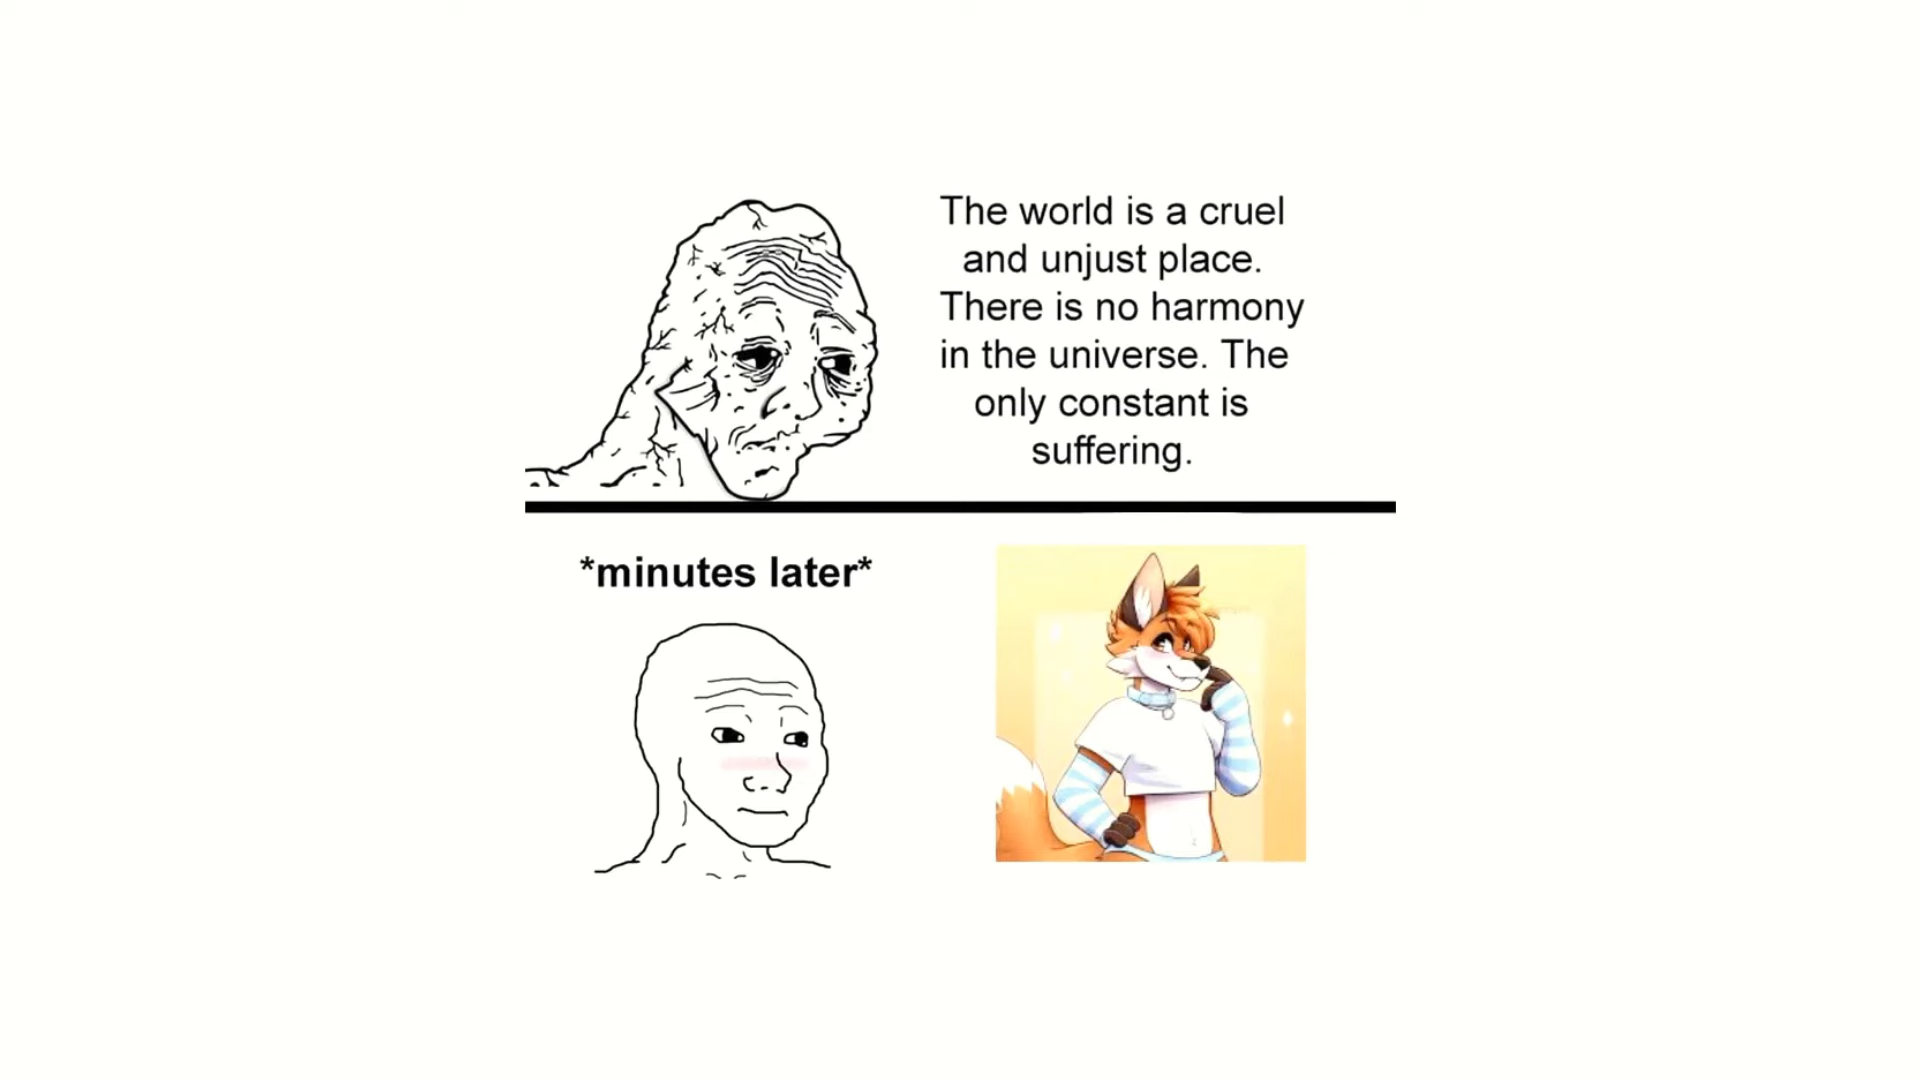 The world is a cruel
and unjust place.
There is no harmony
in the universe. The
only constant is
suffering.
*minutes later*